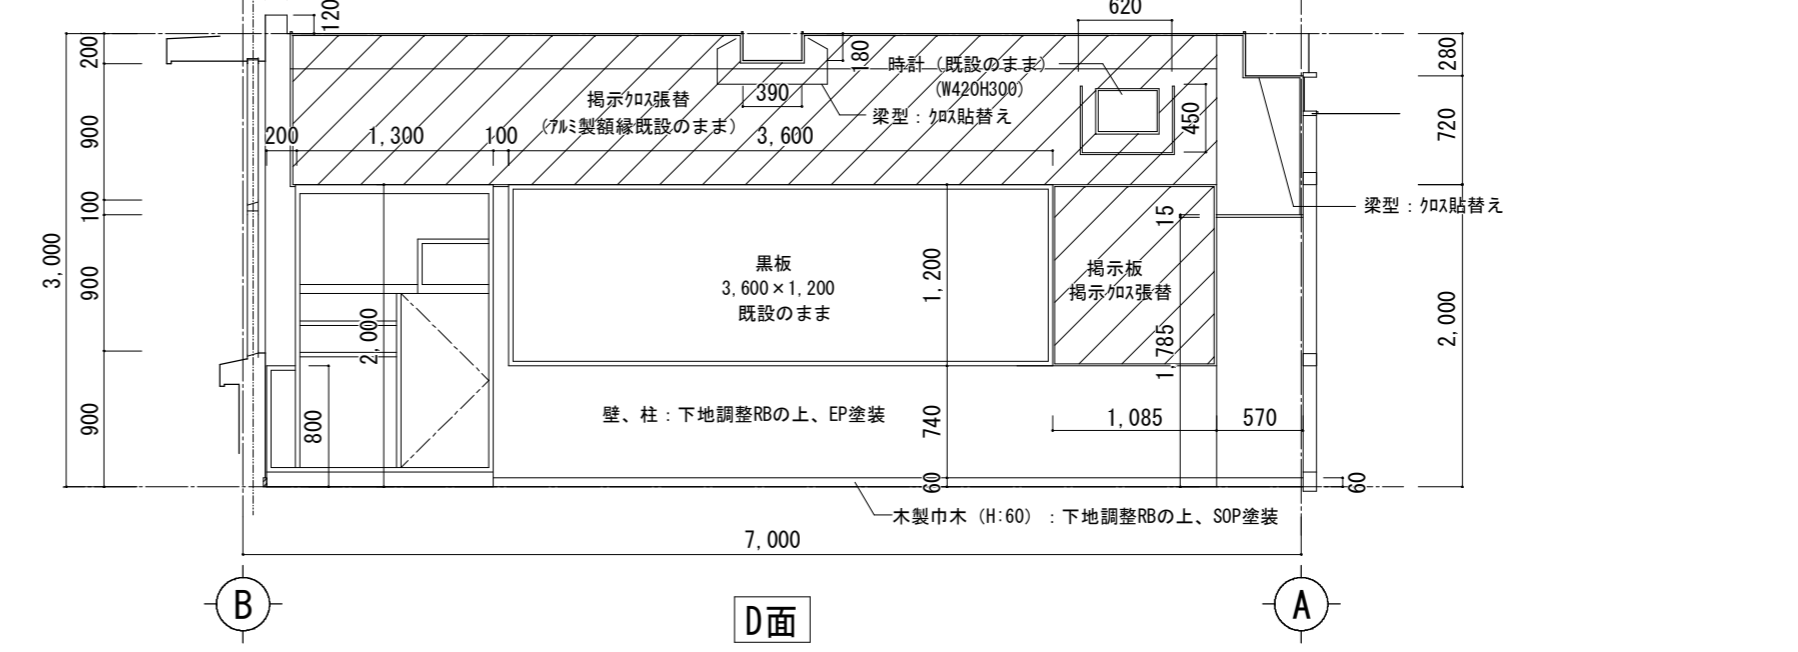 120
620
200
280
180
時計（既設のまま）
(W420H300)
390
梁型：ｸﾛｽ貼替え
掲示ｸﾛｽ張替
(ｱﾙﾐ製額縁既設のまま)
450
900
720
200
1,300
100
3,600
100
15
梁型：ｸﾛｽ貼替え
3,000
900
黒板
3,600×1,200
既設のまま
1,200
掲示板
掲示ｸﾛｽ張替
2,000
2,000
1,785
900
800
壁、柱：下地調整RBの上、EP塗装
740
1,085
570
60
60
木製巾木（H:60）：下地調整RBの上、SOP塗装
7,000
B
D面
A